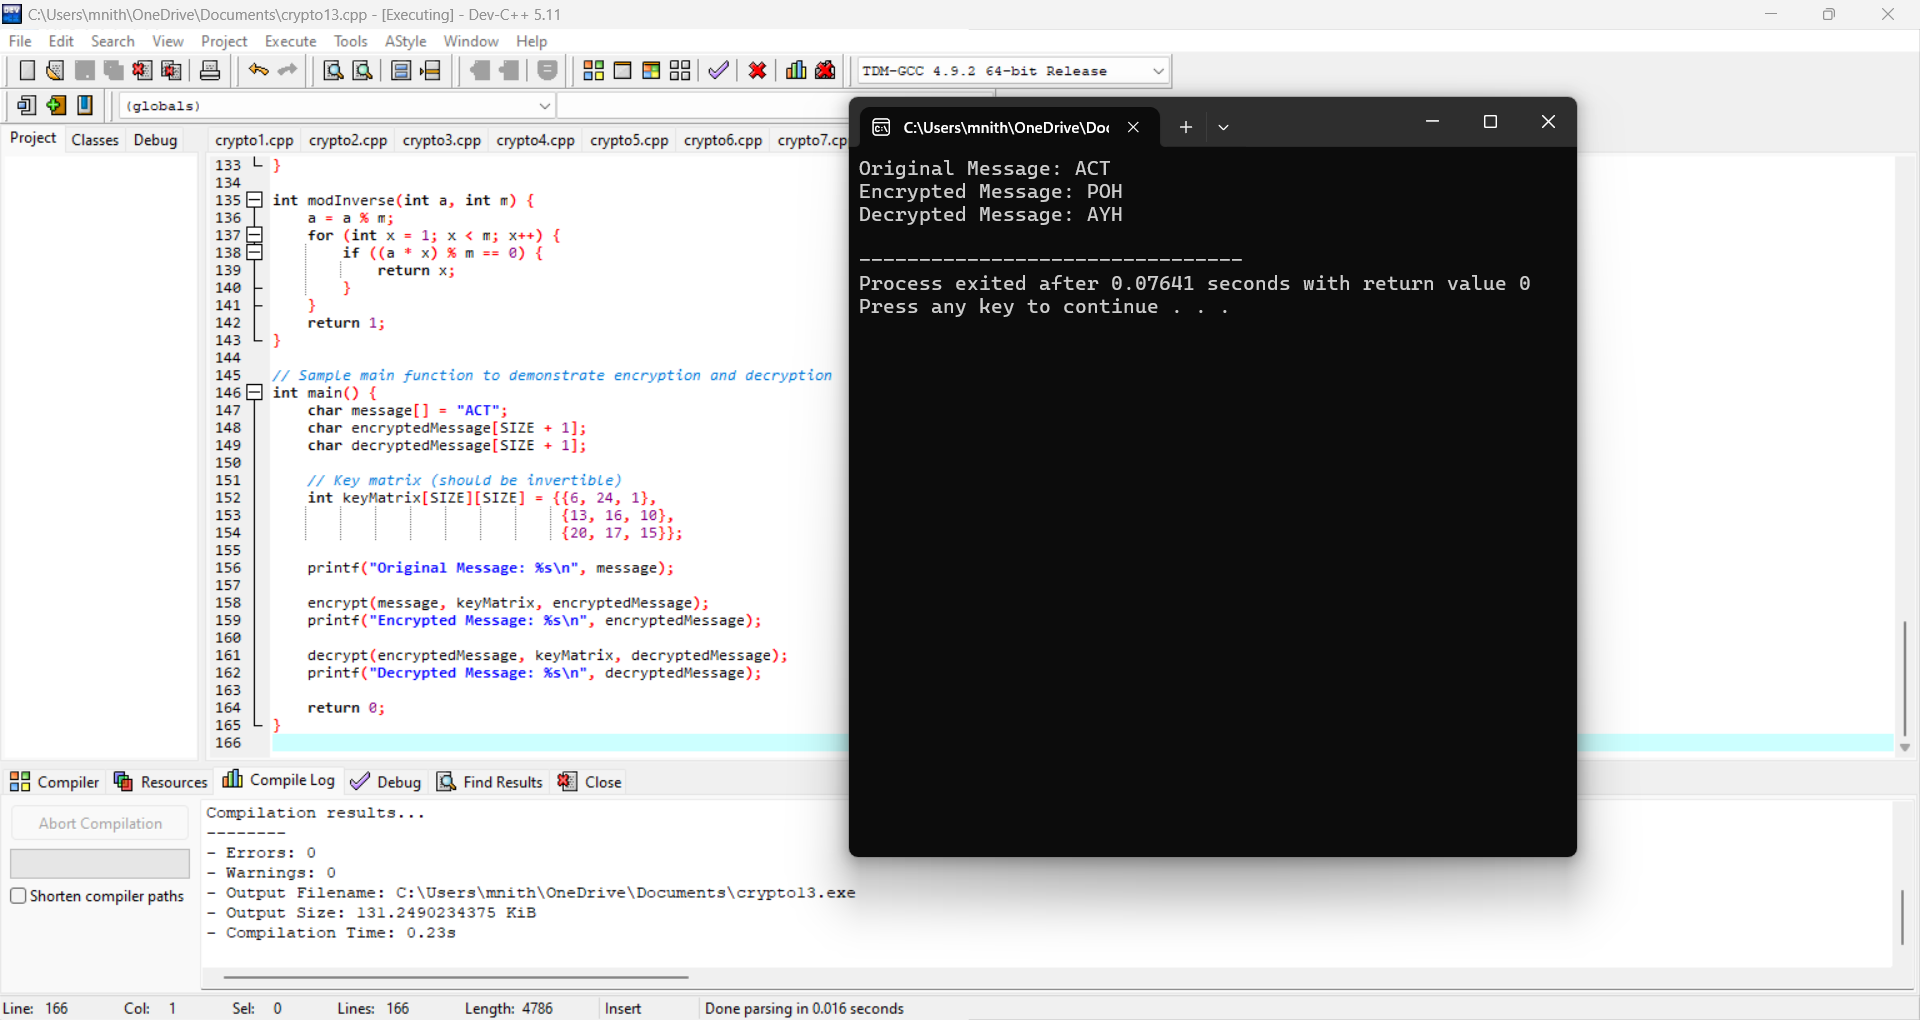 C:\Users\mnith\OneDrive\Documents\crypto13.cpp - [Executing] - Dev-C++ 5.11
File Edit Search View Project Execute Tools AStyle Window Help
TDM-GCC 4.9.2 64-bit Release
(globals)
Project Classes Debug
crypto1.cpp crypto2.cpp crypto3.cpp crypto4.cpp crypto5.cpp crypto6.cpp crypto7.cp
133 }
134
135 int modInverse(int a, int m) {
136 a = a % m;
137 for (int x = 1; x < m; x++) {
138 if ((a * x) % m == 0) {
139 return x;
140 }
141 }
142 return 1;
143 }
144
145 // Sample main function to demonstrate encryption and decryption
146 int main() {
147 char message[] = "ACT";
148 char encryptedMessage[SIZE + 1];
149 char decryptedMessage[SIZE + 1];
150
151 // Key matrix (should be invertible)
152 int keyMatrix[SIZE][SIZE] = {{6, 24, 1},
153 {13, 16, 10},
154 {20, 17, 15}};
155
156 printf("Original Message: %s\n", message);
157
158 encrypt(message, keyMatrix, encryptedMessage);
159 printf("Encrypted Message: %s\n", encryptedMessage);
160
161 decrypt(encryptedMessage, keyMatrix, decryptedMessage);
162 printf("Decrypted Message: %s\n", decryptedMessage);
163
164 return 0;
165 }
166
C:\Users\mnith\OneDrive\Doc
Original Message: ACT
Encrypted Message: POH
Decrypted Message: AYH
--------------------------------
Process exited after 0.07641 seconds with return value 0
Press any key to continue . . .
Compiler Resources Compile Log Debug Find Results Close
Abort Compilation
Shorten compiler paths
Compilation results...
--------
- Errors: 0
- Warnings: 0
- Output Filename: C:\Users\mnith\OneDrive\Documents\crypto13.exe
- Output Size: 131.2490234375 KiB
- Compilation Time: 0.23s
Line: 166 Col: 1 Sel: 0 Lines: 166 Length: 4786 Insert Done parsing in 0.016 seconds